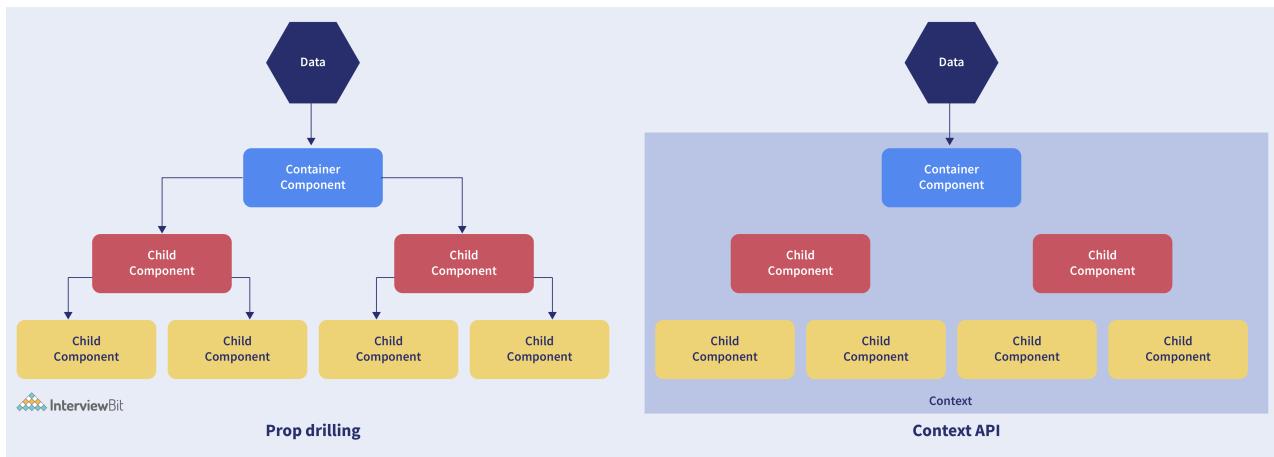 Data
Container
Component
Child
Component
Child
Component
Child
Component
Child
Component
Child
Component
Child
Component
InterviewBit
Prop drilling
Data
Container
Component
Child
Component
Child
Component
Child
Component
Child
Component
Child
Component
Child
Component
Context
Context API